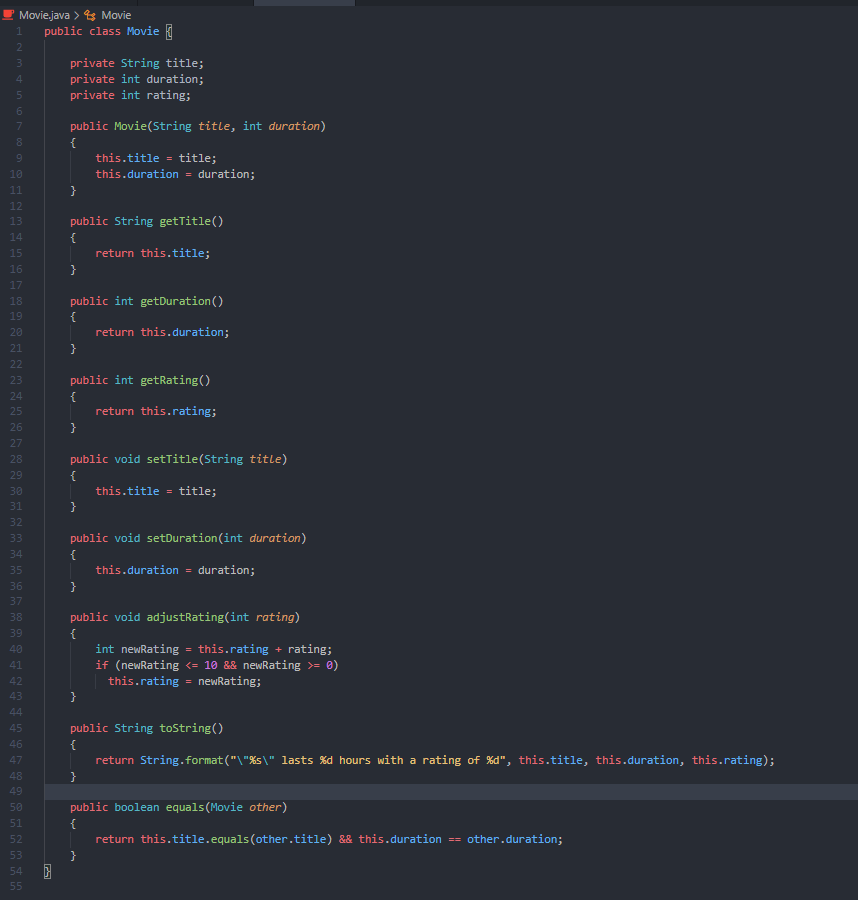 Movie.java > Movie
1 public class Movie {
2
3     private String title;
4     private int duration;
5     private int rating;
6
7     public Movie(String title, int duration)
8     {
9         this.title = title;
10         this.duration = duration;
11     }
12
13     public String getTitle()
14     {
15         return this.title;
16     }
17
18     public int getDuration()
19     {
20         return this.duration;
21     }
22
23     public int getRating()
24     {
25         return this.rating;
26     }
27
28     public void setTitle(String title)
29     {
30         this.title = title;
31     }
32
33     public void setDuration(int duration)
34     {
35         this.duration = duration;
36     }
37
38     public void adjustRating(int rating)
39     {
40         int newRating = this.rating + rating;
41         if (newRating <= 10 && newRating >= 0)
42           this.rating = newRating;
43     }
44
45     public String toString()
46     {
47         return String.format("\"%s\" lasts %d hours with a rating of %d", this.title, this.duration, this.rating);
48     }
49
50     public boolean equals(Movie other)
51     {
52         return this.title.equals(other.title) && this.duration == other.duration;
53     }
54 }
55